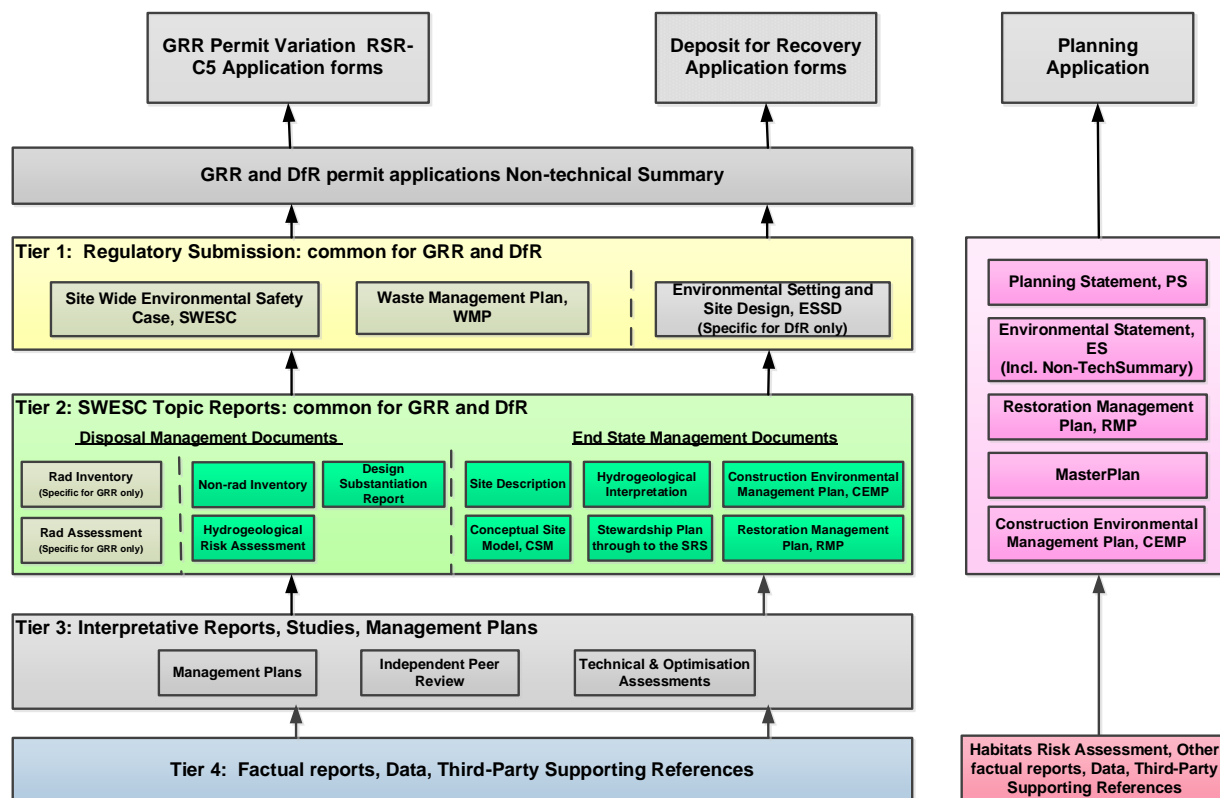 GRR Permit Variation RSR-
C5 Application forms
Deposit for Recovery
Application forms
Planning
Application
GRR and DfR permit applications Non-technical Summary
Tier 1: Regulatory Submission: common for GRR and DfR
Site Wide Environmental Safety
Case, SWESC
Waste Management Plan,
WMP
Environmental Setting and
Site Design, ESSD
(Specific for DfR only)
Tier 2: SWESC Topic Reports: common for GRR and DfR
Disposal Management Documents
End State Management Documents
Rad Inventory
(Specific for GRR only)
Non-rad Inventory
Design
Substantiation
Report
Site Description
Hydrogeological
Interpretation
Construction Environmental
Management Plan, CEMP
Rad Assessment
(Specific for GRR only)
Hydrogeological
Risk Assessment
Conceptual Site
Model, CSM
Stewardship Plan
through to the SRS
Restoration Management
Plan, RMP
Tier 3: Interpretative Reports, Studies, Management Plans
Management Plans
Independent Peer
Review
Technical & Optimisation
Assessments
Tier 4: Factual reports, Data, Third-Party Supporting References
Planning Statement, PS
Environmental Statement,
ES
(Incl. Non-TechSummary)
Restoration Management
Plan, RMP
MasterPlan
Construction Environmental
Management Plan, CEMP
Habitats Risk Assessment, Other
factual reports, Data, Third-Party
Supporting References